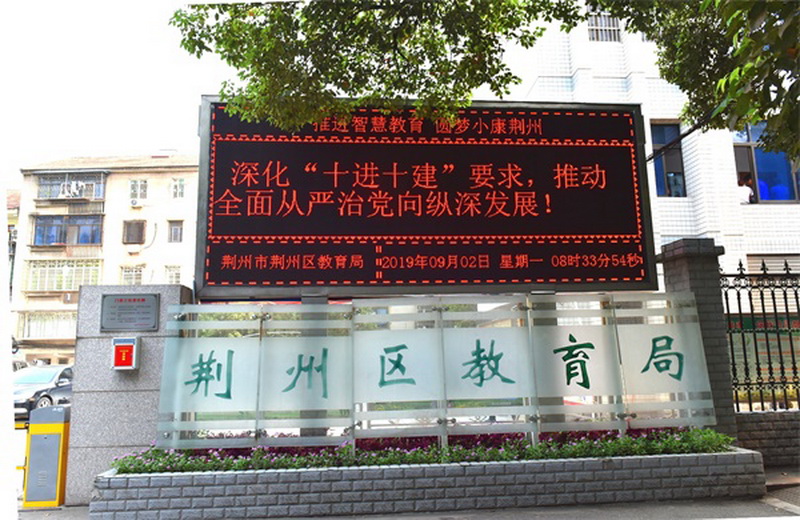 推进智慧教育 圆梦小康荆州
深化“十进十建”要求，推动
全面从严治党向纵深发展！
荆州市荆州区教育局 2019年09月02日 星期一 08时33分54秒
荆州区教育局